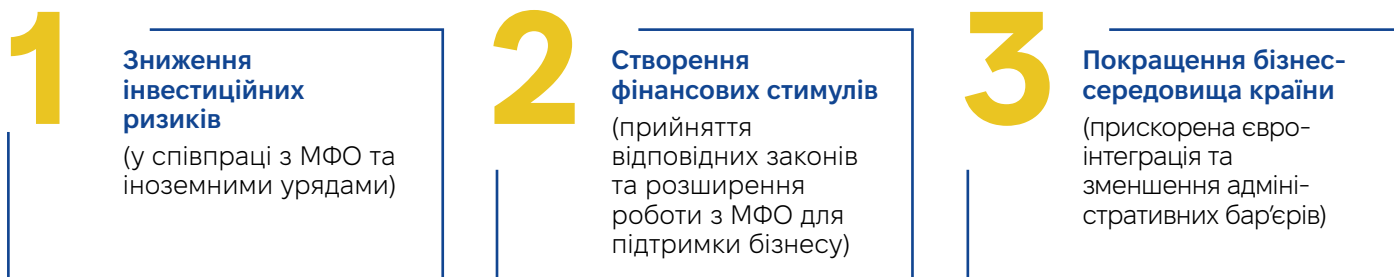 1
Зниження
інвестиційних
ризиків
(у співпраці з МФО та
іноземними урядами)
2
Створення
фінансових стимулів
(прийняття
відповідних законів
та розширення
роботи з МФО для
підтримки бізнесу)
3
Покращення бізнес-
середовища країни
(прискорена євро-
інтеграція та
зменшення адміні-
стративних бар’єрів)